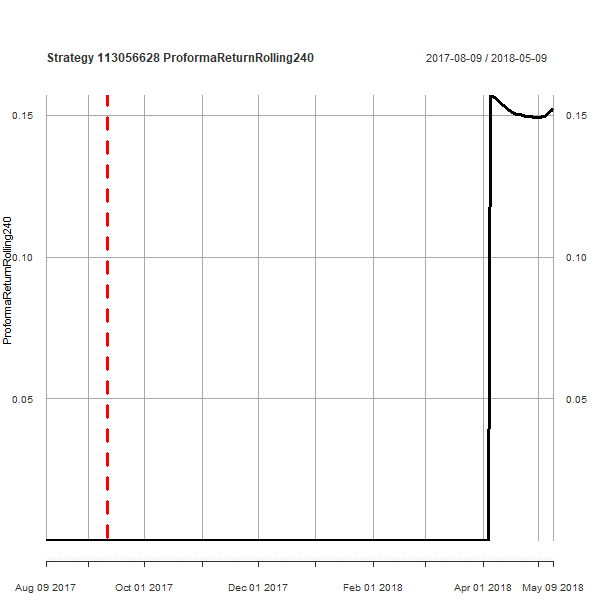 Strategy 113056628 ProformaReturnRolling240
2017-08-09 / 2018-05-09
ProformaReturnRolling240
0.15
0.15
0.10
0.10
0.05
0.05
Aug 09 2017
Oct 01 2017
Dec 01 2017
Feb 01 2018
Apr 01 2018
May 09 2018